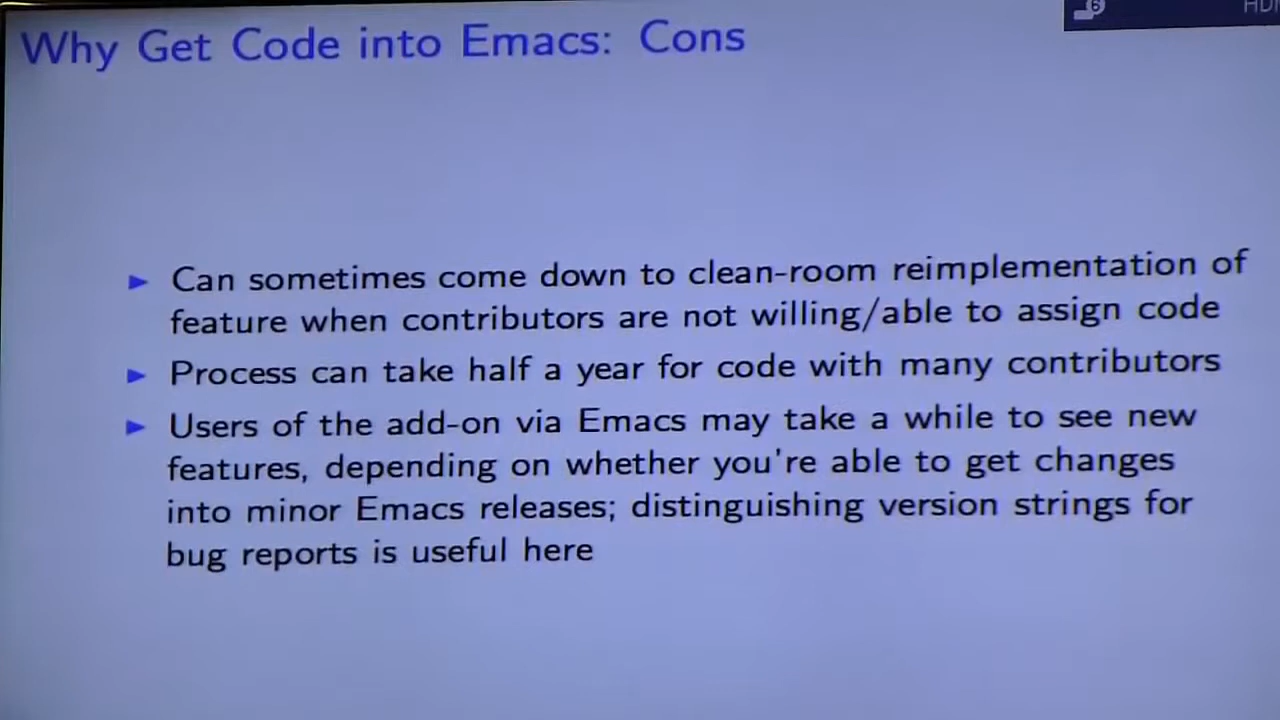 Why Get Code into Emacs: Cons
6
HDI
► Can sometimes come down to clean-room reimplementation of
feature when contributors are not willing/able to assign code
► Process can take half a year for code with many contributors
► Users of the add-on via Emacs may take a while to see new
features, depending on whether you're able to get changes
into minor Emacs releases; distinguishing version strings for
bug reports is useful here